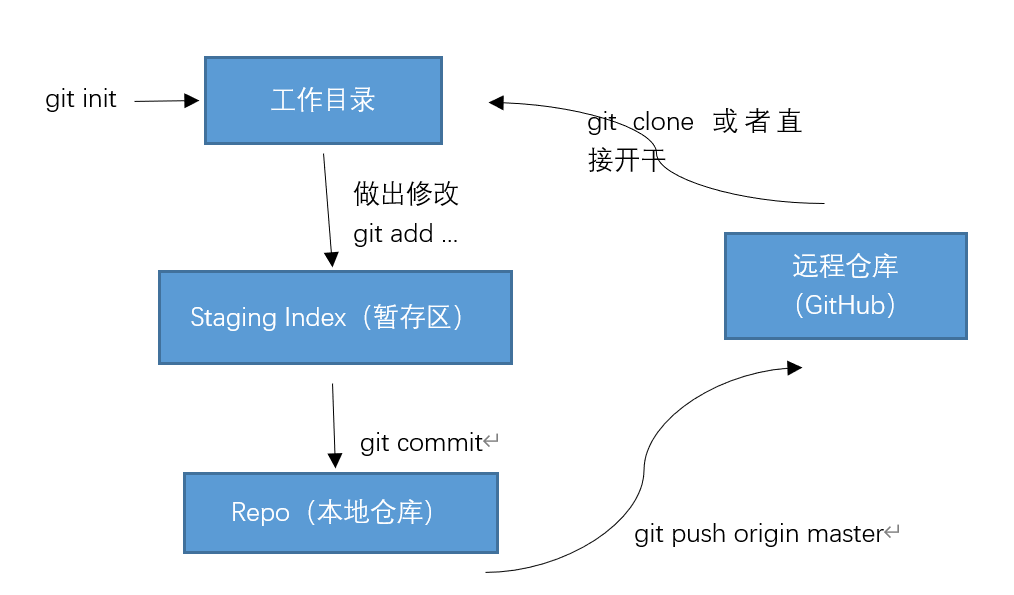 git init
工作目录
git clone 或者直
接开干
做出修改
git add ...
远程仓库
（GitHub）
Staging Index（暂存区）
git commit↵
Repo（本地仓库）
git push origin master↵